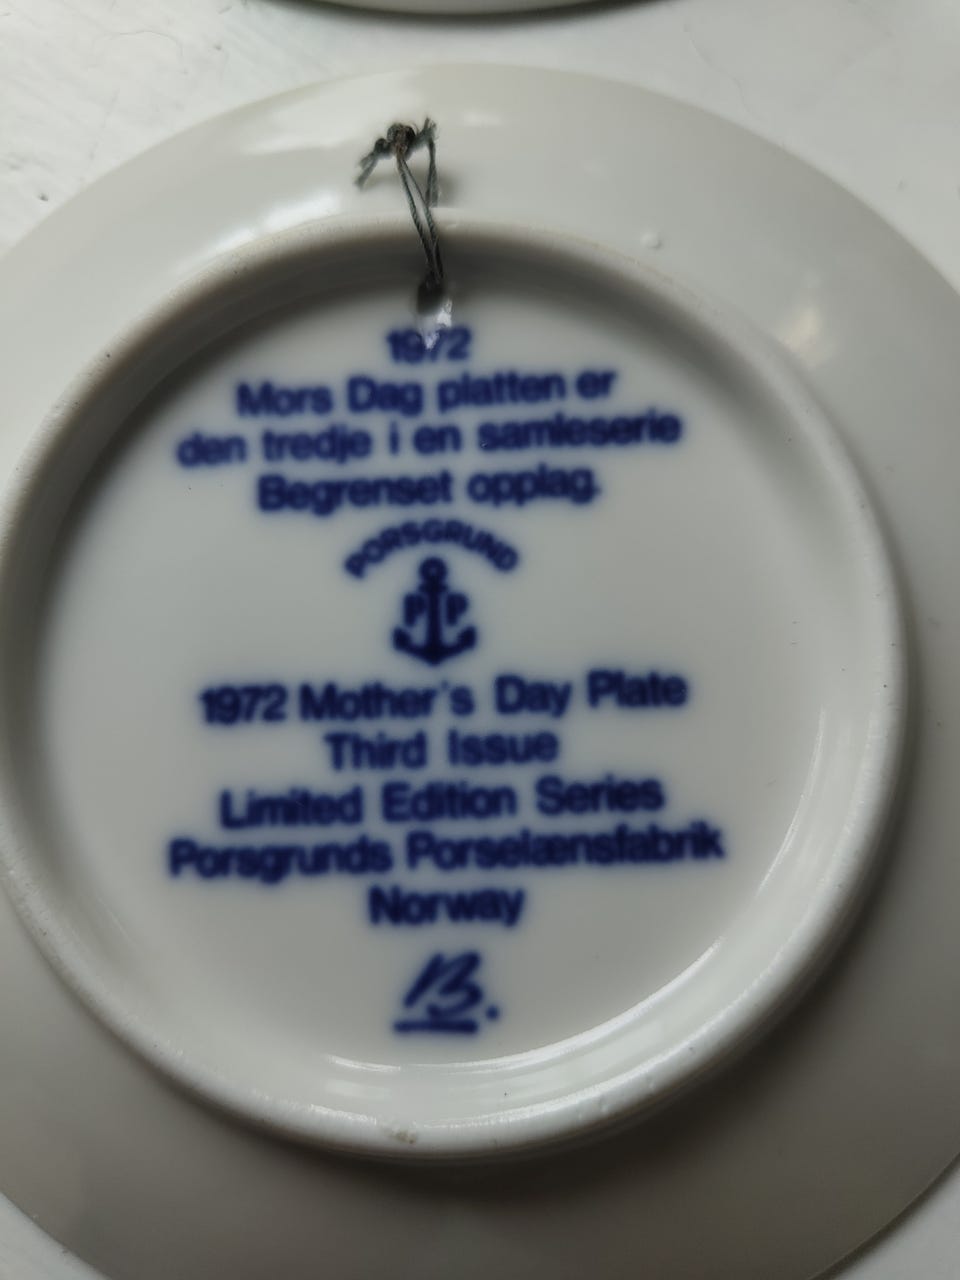 1972
Mors Dag platten er
den tredje i en samleserie
Begrenset opplag.
PORSGRUND
P P
1972 Mother's Day Plate
Third Issue
Limited Edition Series
Porsgrunds Porselænsfabrik
Norway